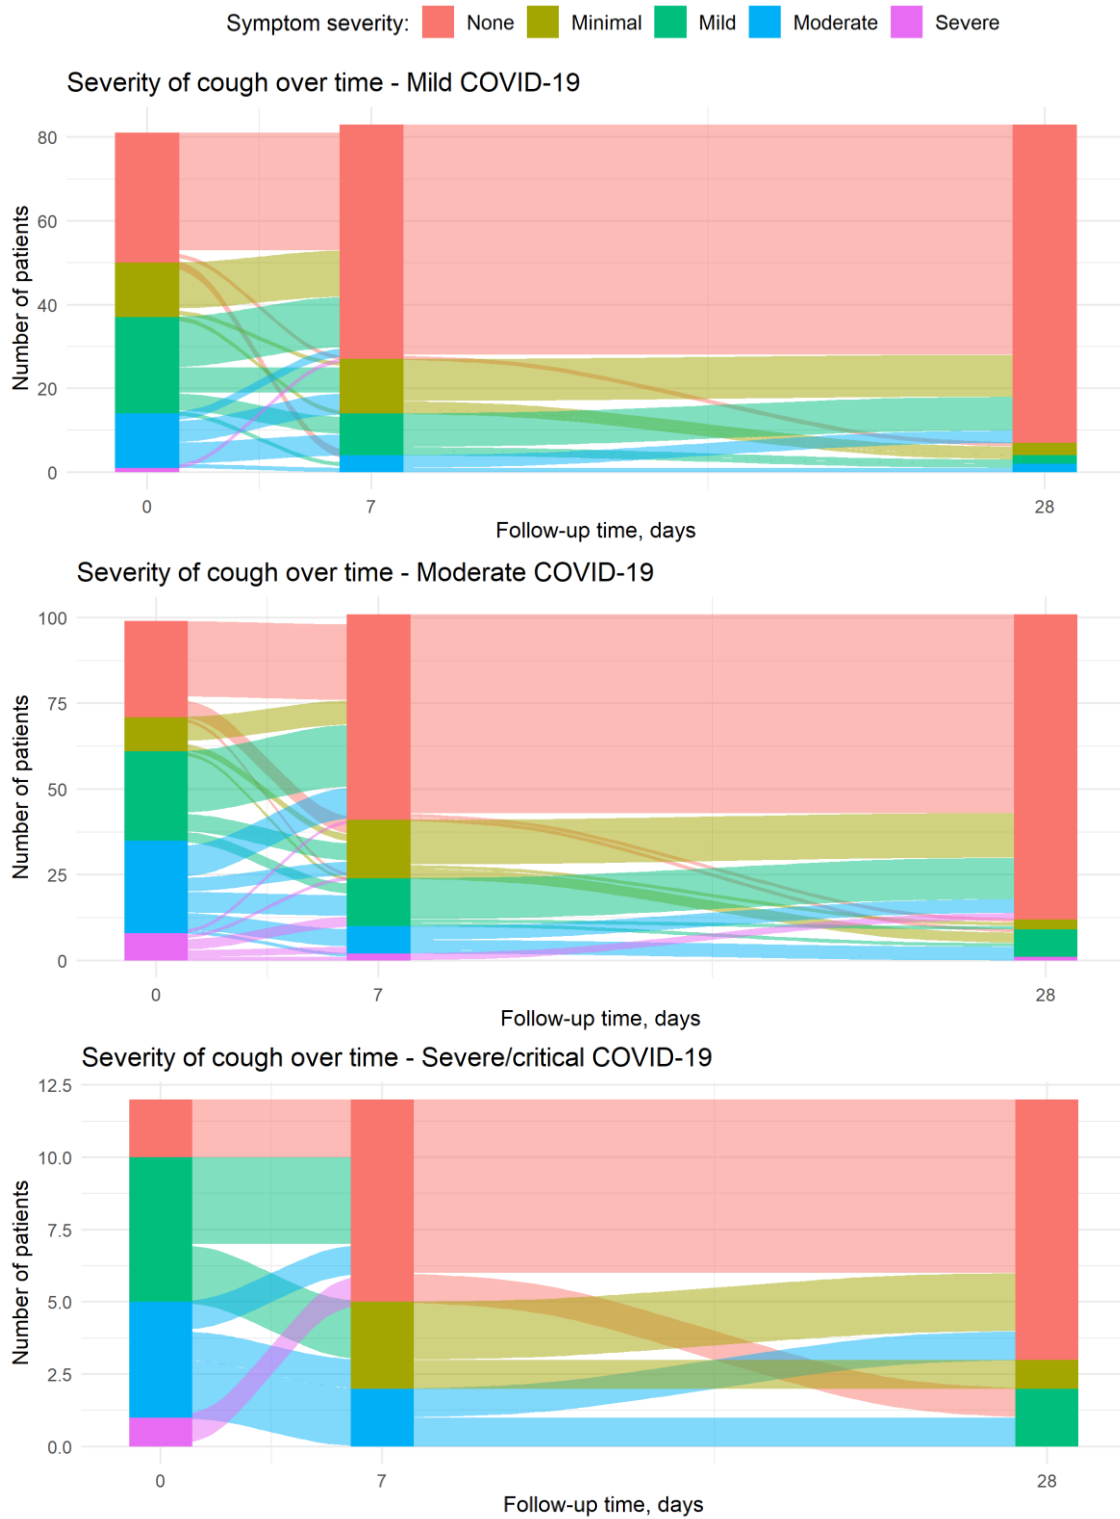 Symptom severity: None Minimal Mild Moderate Severe
Severity of cough over time - Mild COVID-19
Number of patients
80
60
40
20
0
0 7 28
Follow-up time, days
Severity of cough over time - Moderate COVID-19
Number of patients
100
75
50
25
0
0 7 28
Follow-up time, days
Severity of cough over time - Severe/critical COVID-19
Number of patients
12.5
10.0
7.5
5.0
2.5
0.0
0 7 28
Follow-up time, days